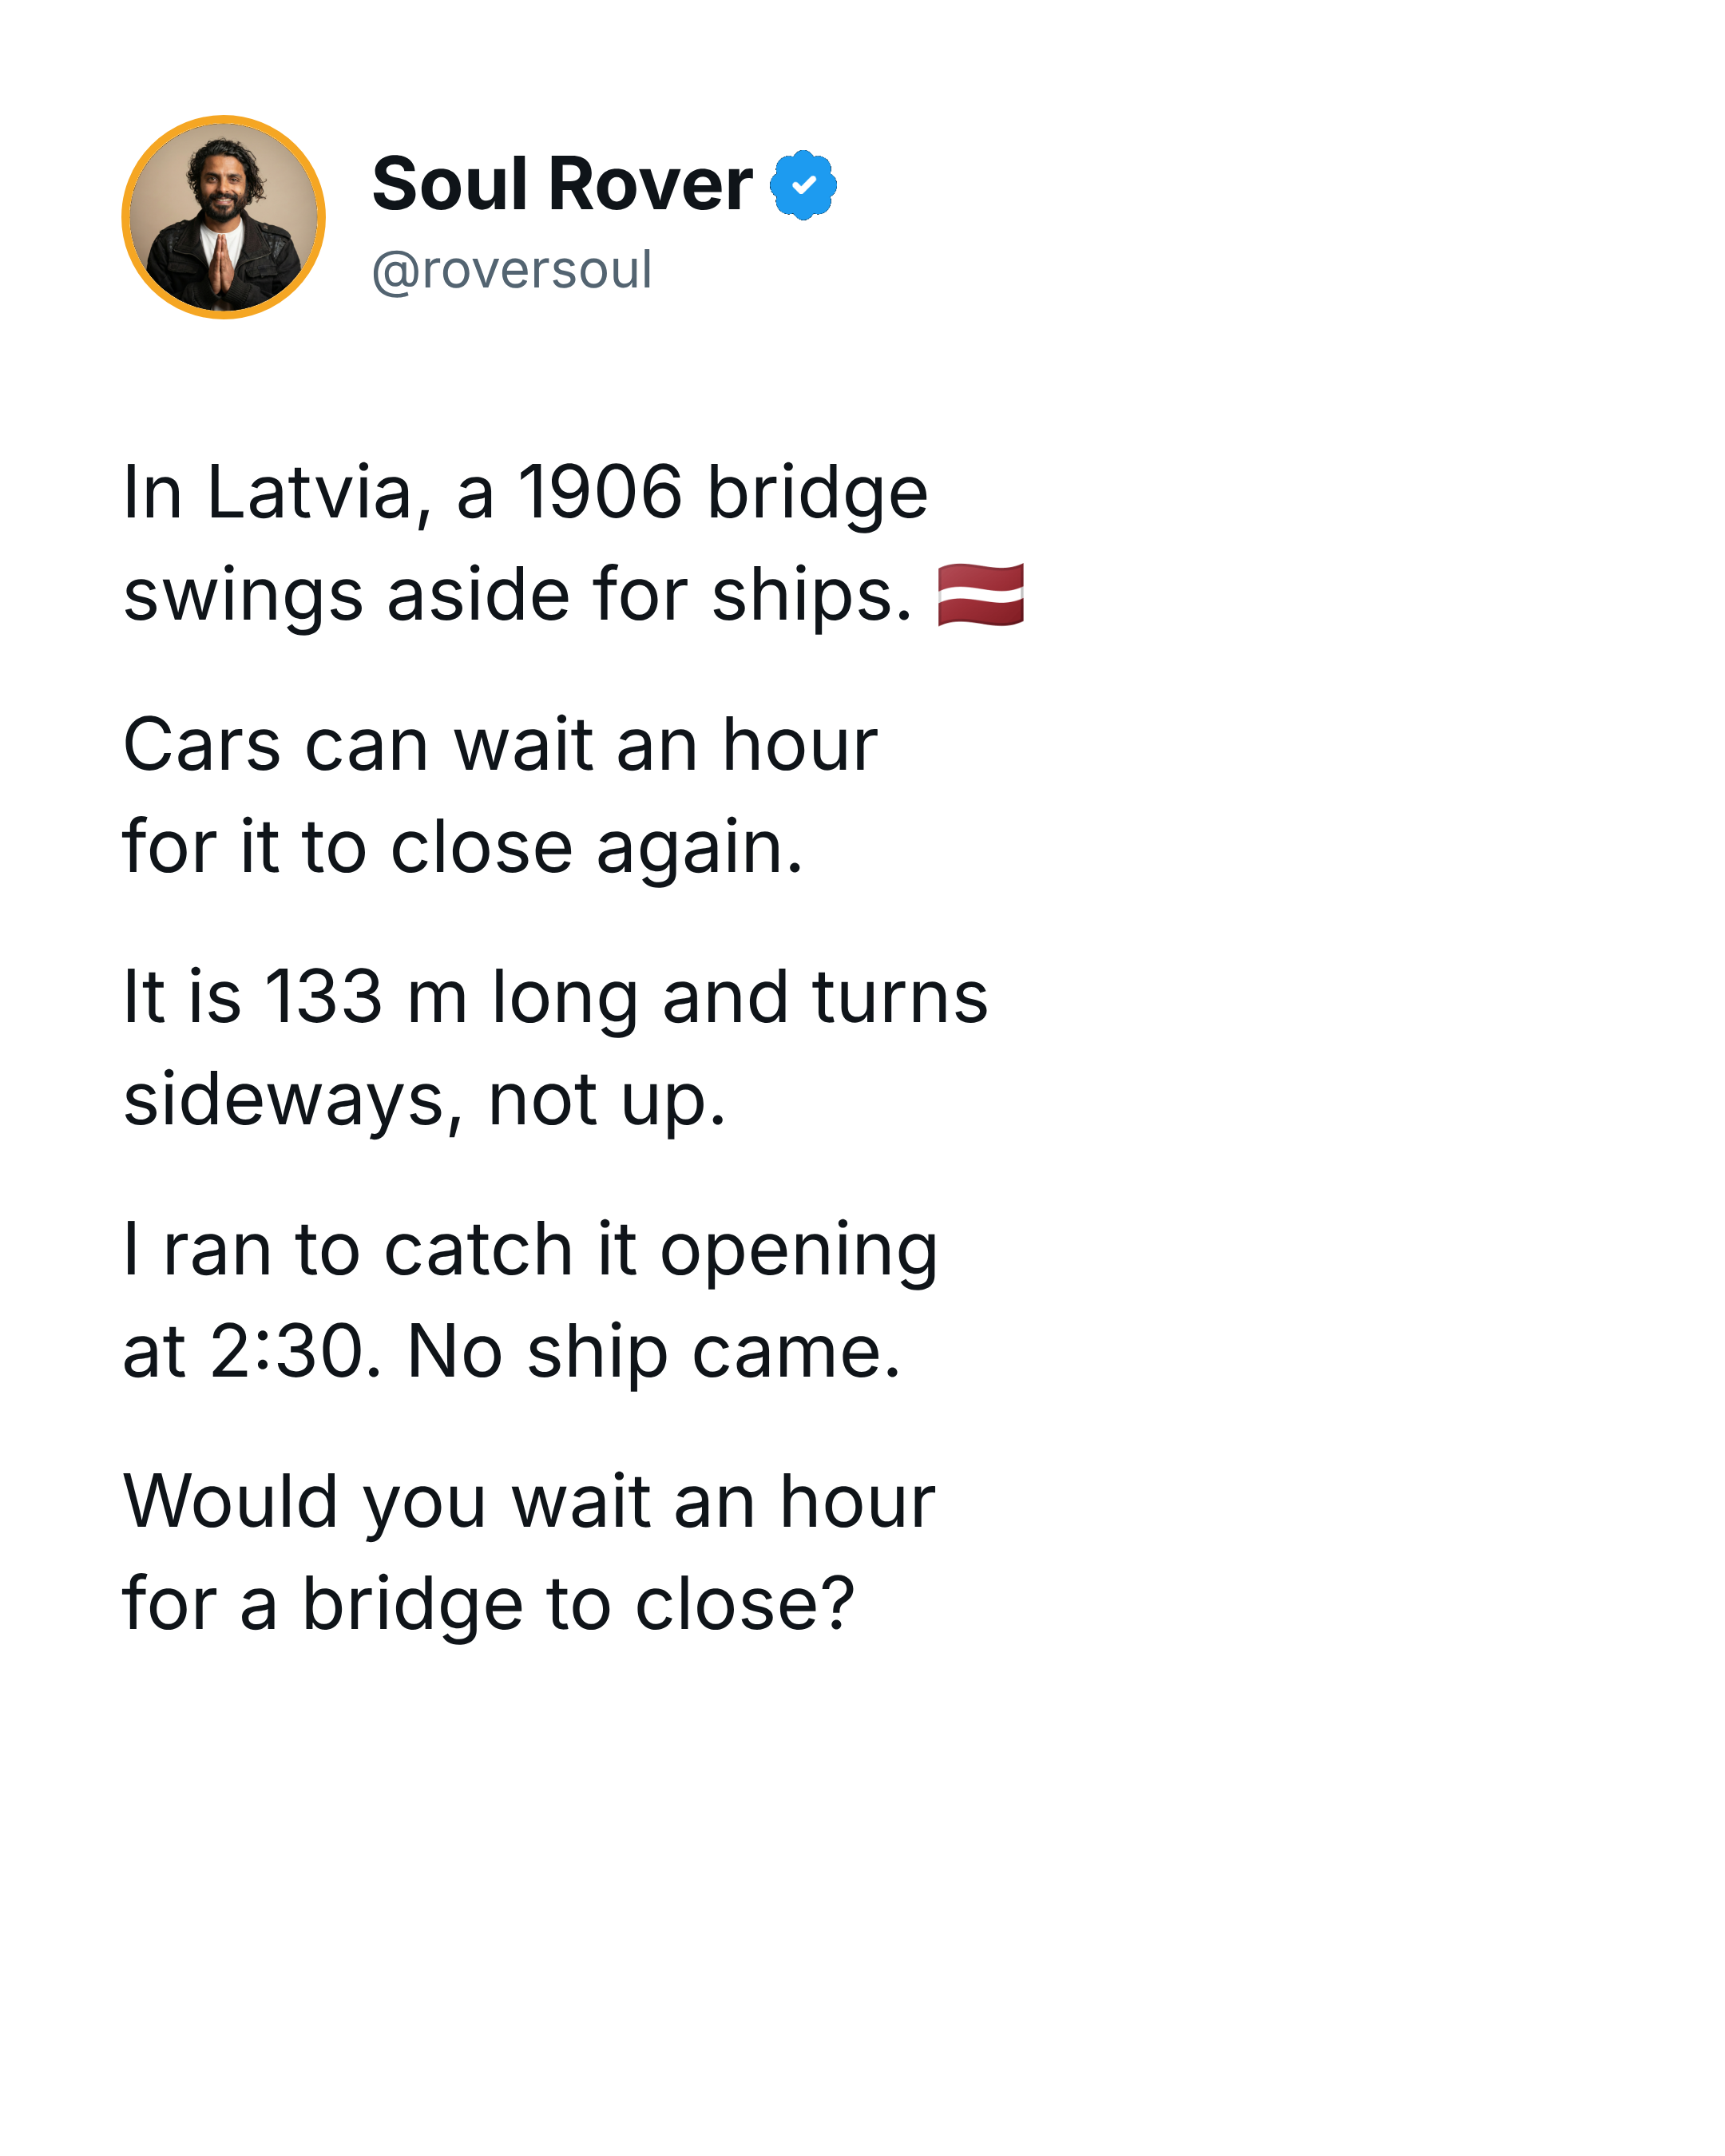 Soul Rover
@roversoul
In Latvia, a 1906 bridge
swings aside for ships. 🇱🇻
Cars can wait an hour
for it to close again.
It is 133 m long and turns
sideways, not up.
I ran to catch it opening
at 2:30. No ship came.
Would you wait an hour
for a bridge to close?